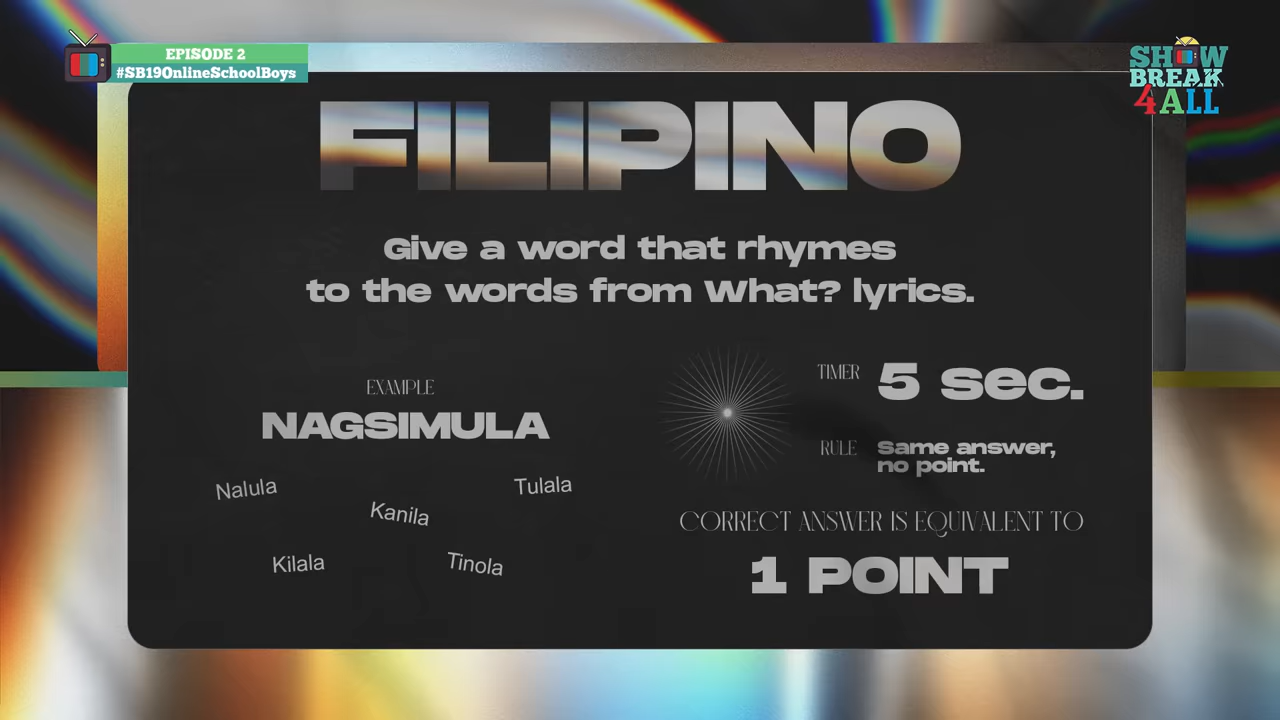 EPISODE 2
#SB19OnlineSchoolBoys
SHOW
BREAK
4ALL
FILIPINO
Give a word that rhymes
to the words from What? lyrics.
EXAMPLE
NAGSIMULA
Nalula
Kanila
Tulala
Kilala
Tinola
TIMER
5 sec.
RULE
Same answer,
no point.
CORRECT ANSWER IS EQUIVALENT TO
1 POINT